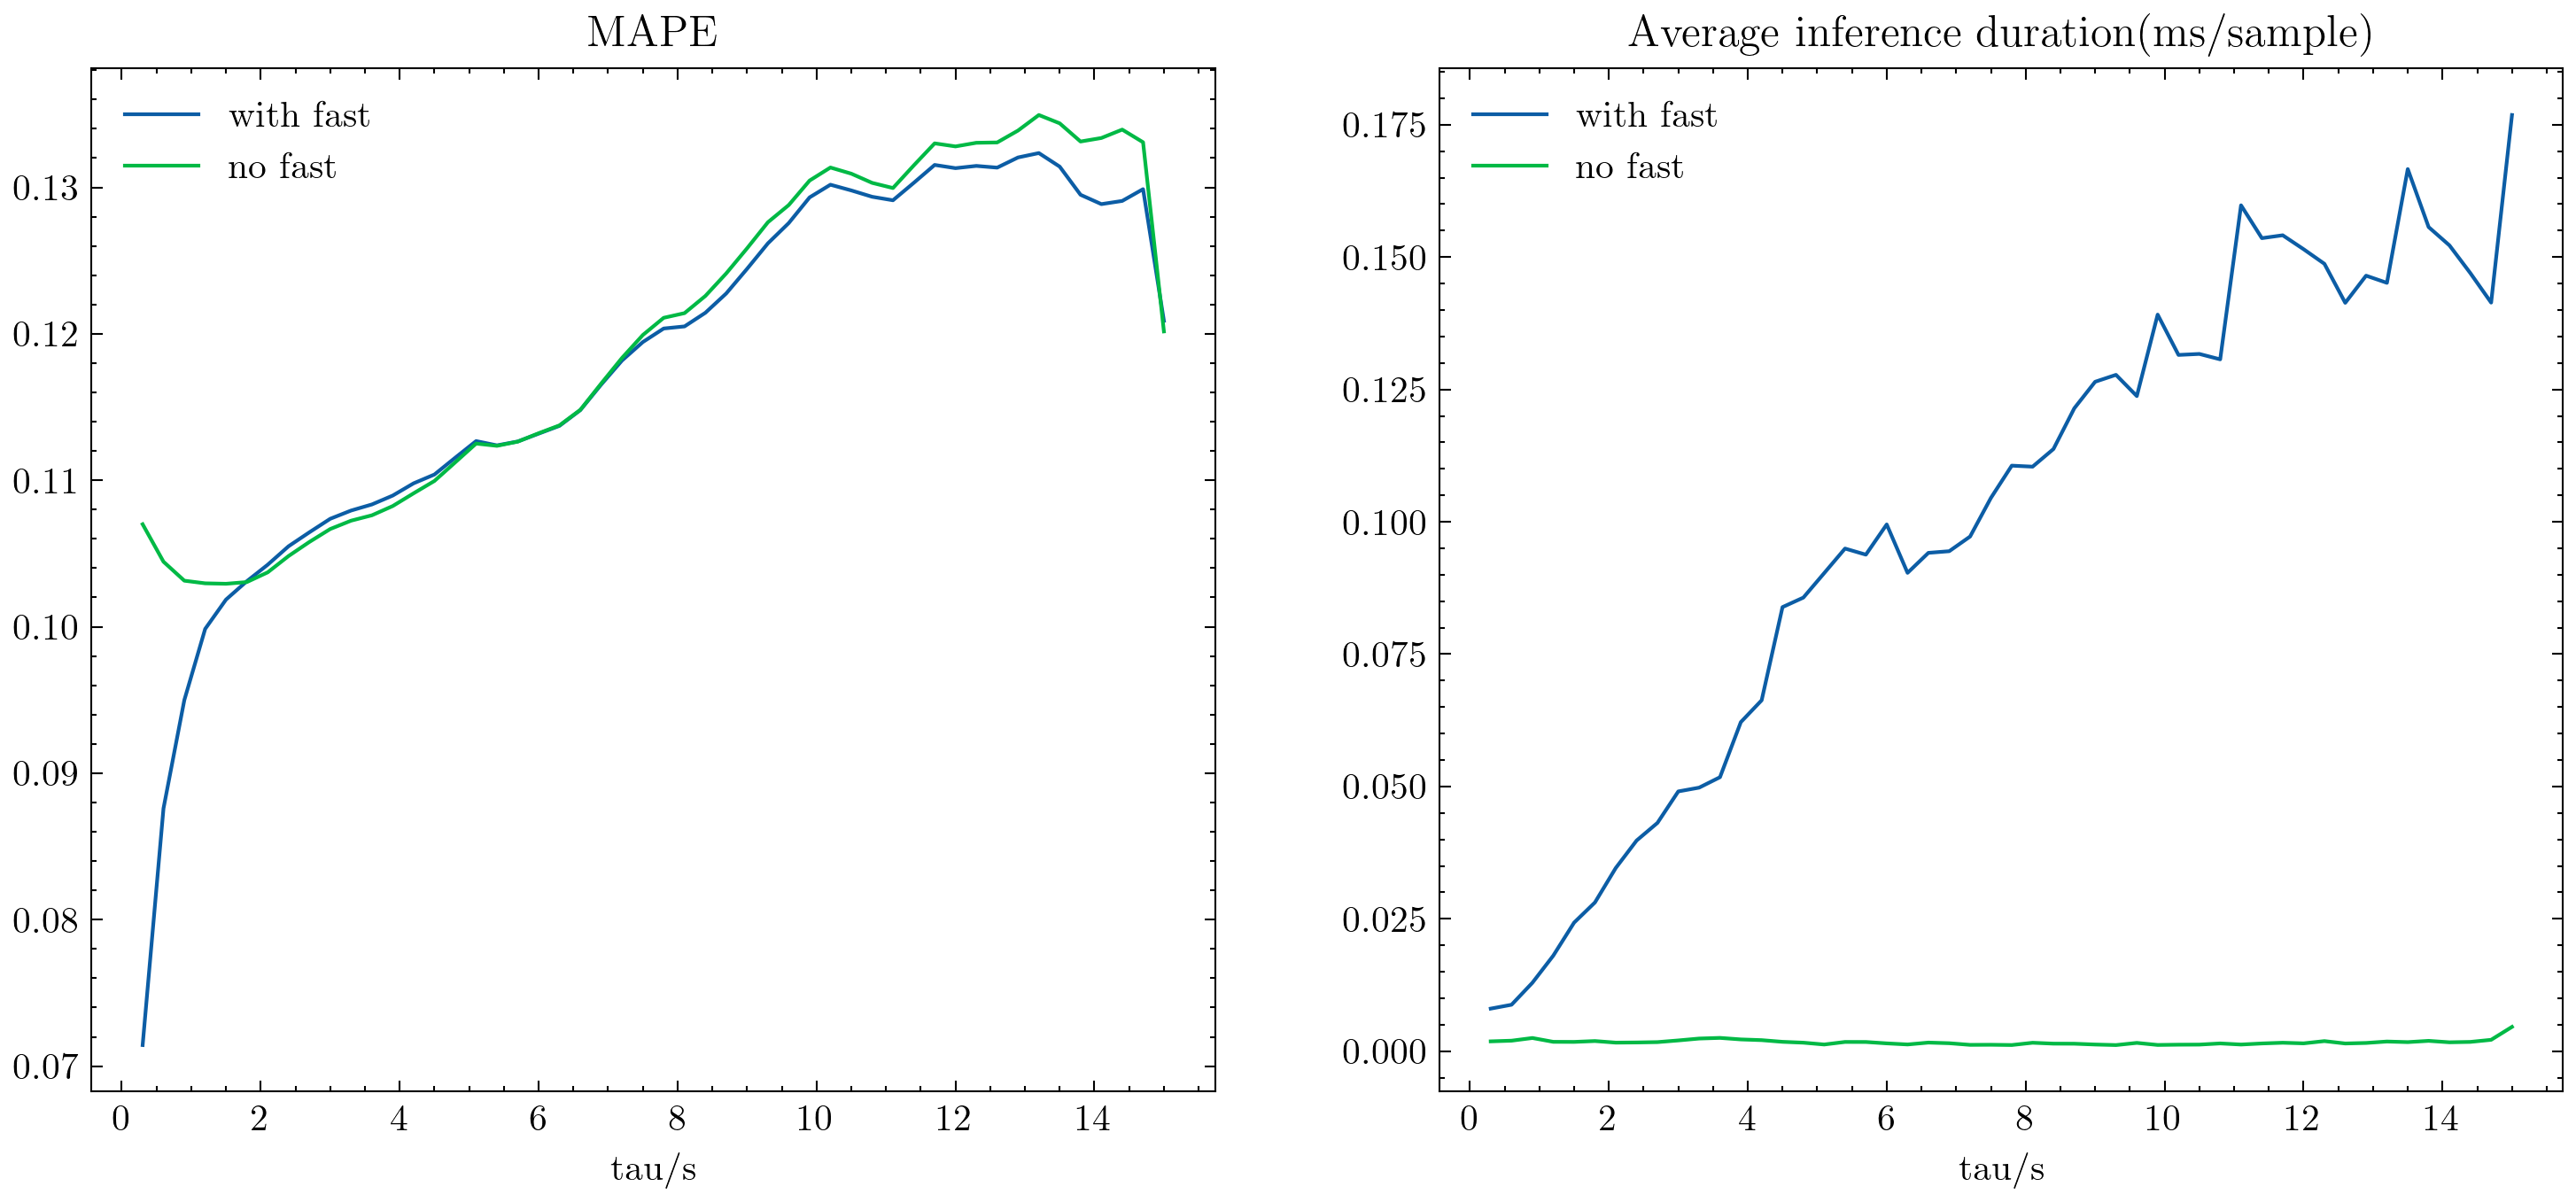 MAPE
with fast
no fast
0.13
0.12
0.11
0.10
0.09
0.08
0.07
0 2 4 6 8 10 12 14
tau/s
Average inference duration(ms/sample)
with fast
no fast
0.175
0.150
0.125
0.100
0.075
0.050
0.025
0.000
0 2 4 6 8 10 12 14
tau/s